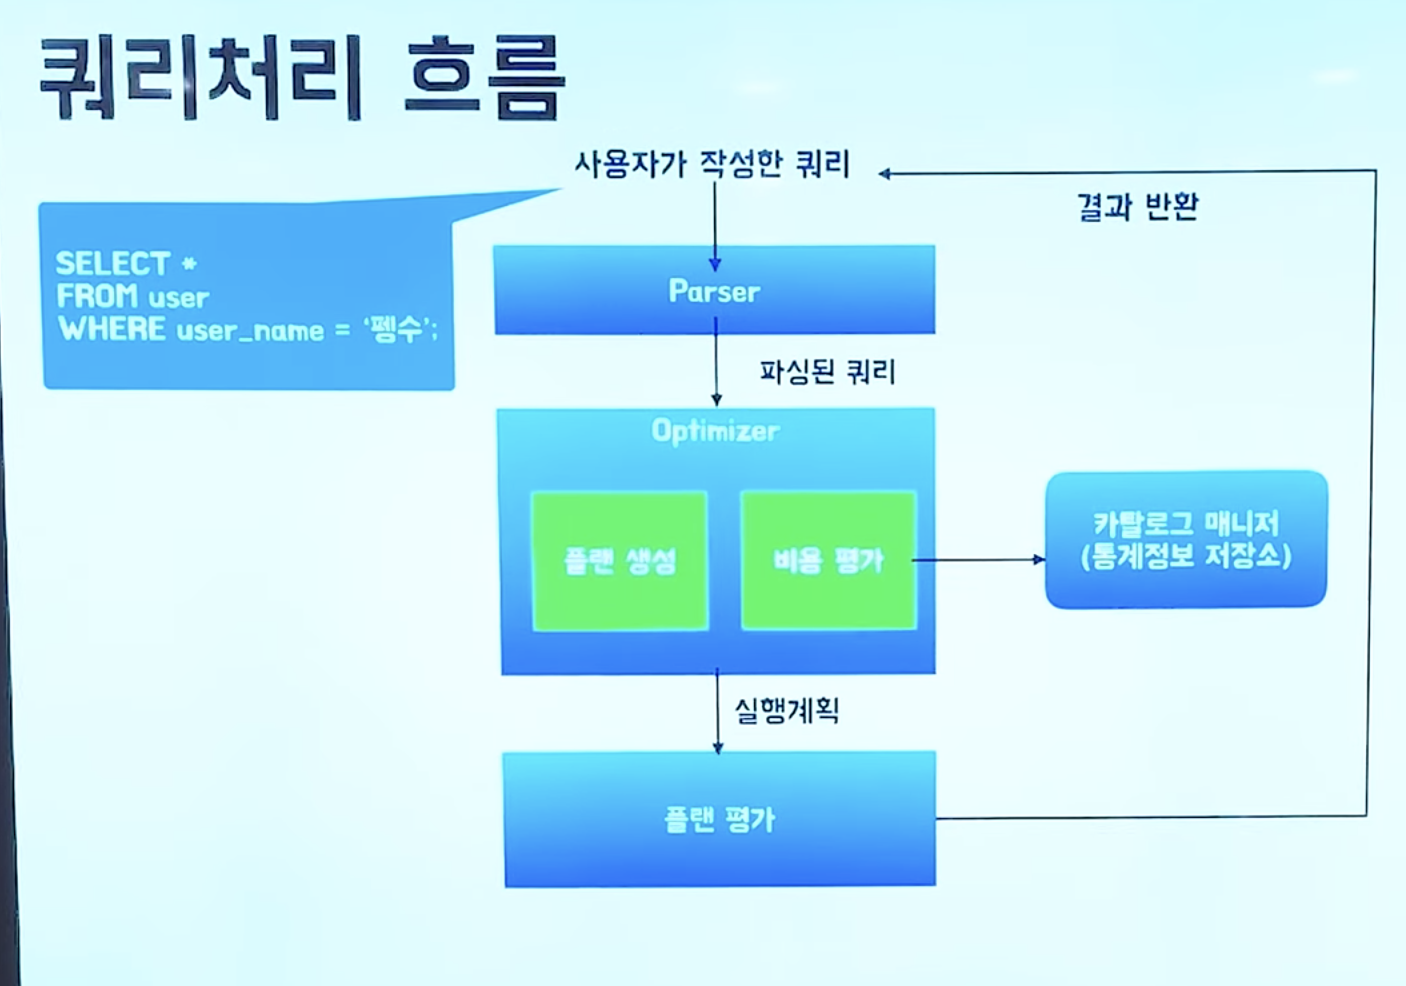 쿼리처리 흐름
사용자가 작성한 쿼리
결과 반환
SELECT *
FROM user
WHERE user_name = ‘펭수’;
Parser
파싱된 쿼리
Optimizer
플랜 생성
비용 평가
카탈로그 매니저
(통계정보 저장소)
실행계획
플랜 평가